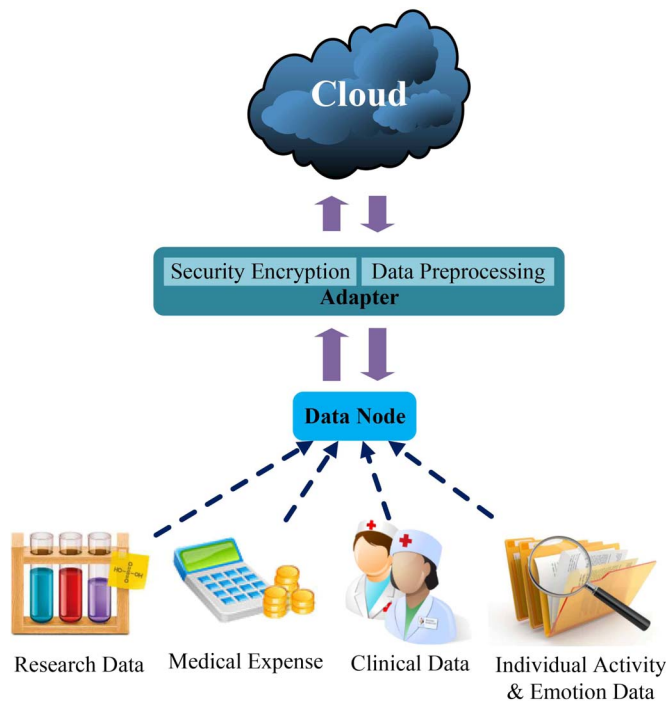 Cloud
Security Encryption
Data Preprocessing
Adapter
Data Node
Research Data
Medical Expense
Clinical Data
Individual Activity
& Emotion Data